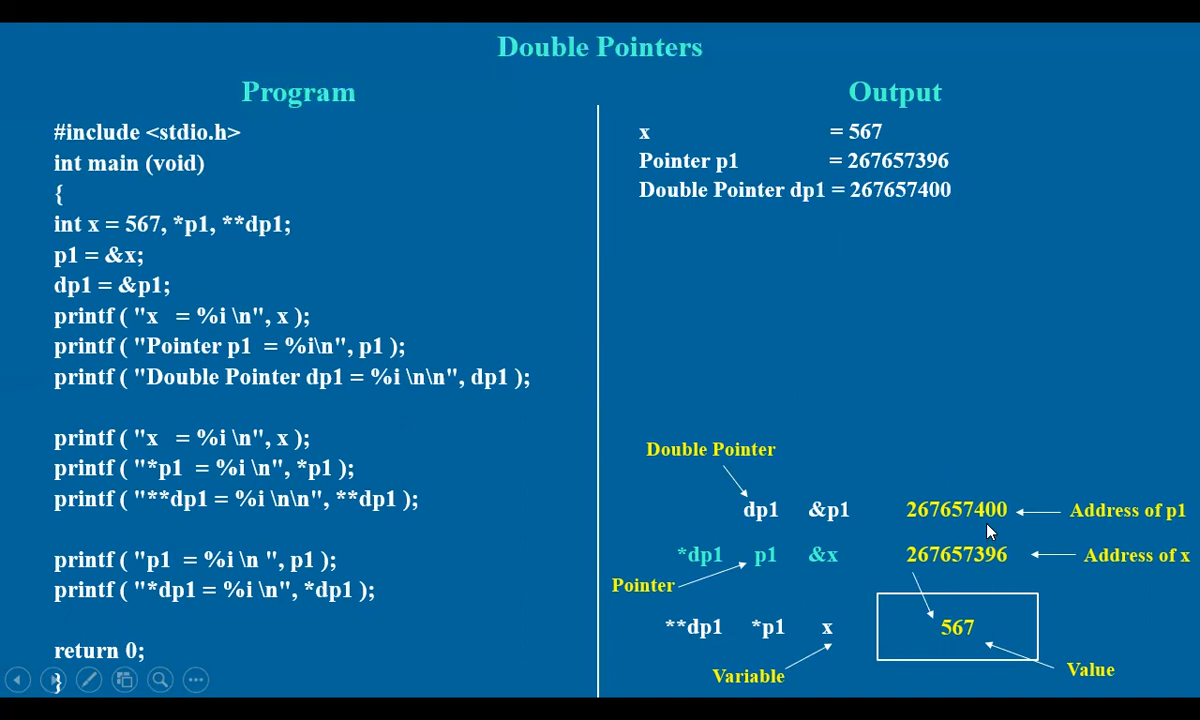 Double Pointers
Program
#include <stdio.h>
int main (void)
{
int x = 567, *p1, **dp1;
p1 = &x;
dp1 = &p1;
printf ( "x   = %i \n", x );
printf ( "Pointer p1  = %i\n", p1 );
printf ( "Double Pointer dp1 = %i \n\n", dp1 );
printf ( "x   = %i \n", x );
printf ( "*p1  = %i \n", *p1 );
printf ( "**dp1 = %i \n\n", **dp1 );
printf ( "p1  = %i \n ", p1 );
printf ( "*dp1 = %i \n", *dp1 );
return 0;
}
Output
x = 567
Pointer p1 = 267657396
Double Pointer dp1 = 267657400
Double Pointer
dp1 &p1 267657400 Address of p1
*dp1 p1 &x 267657396 Address of x
Pointer
**dp1 *p1 x 567
Variable
Value